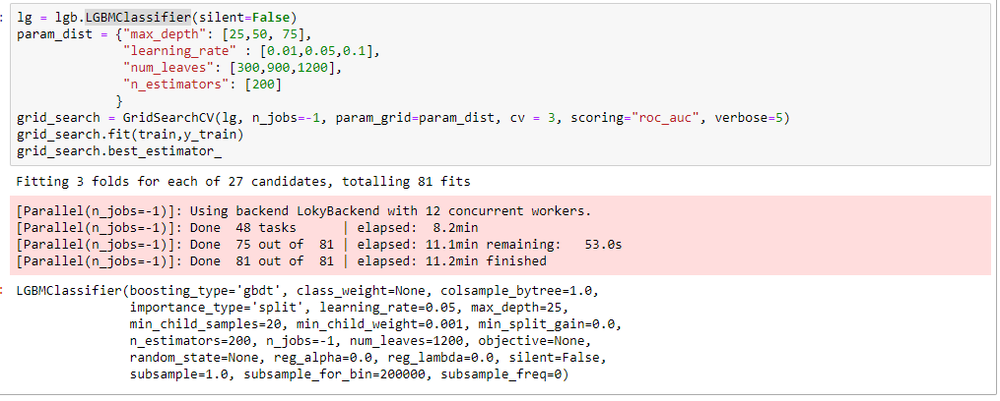 lg = lgb.LGBMClassifier(silent=False)
param_dist = {"max_depth": [25,50, 75],
"learning_rate" : [0.01,0.05,0.1],
"num_leaves": [300,900,1200],
"n_estimators": [200]
}
grid_search = GridSearchCV(lg, n_jobs=-1, param_grid=param_dist, cv = 3, scoring="roc_auc", verbose=5)
grid_search.fit(train,y_train)
grid_search.best_estimator_
Fitting 3 folds for each of 27 candidates, totalling 81 fits
[Parallel(n_jobs=-1)]: Using backend LokyBackend with 12 concurrent workers.
[Parallel(n_jobs=-1)]: Done  48 tasks      | elapsed:  8.2min
[Parallel(n_jobs=-1)]: Done  75 out of  81 | elapsed: 11.1min remaining:   53.0s
[Parallel(n_jobs=-1)]: Done  81 out of  81 | elapsed: 11.2min finished
LGBMClassifier(boosting_type='gbdt', class_weight=None, colsample_bytree=1.0,
importance_type='split', learning_rate=0.05, max_depth=25,
min_child_samples=20, min_child_weight=0.001, min_split_gain=0.0,
n_estimators=200, n_jobs=-1, num_leaves=1200, objective=None,
random_state=None, reg_alpha=0.0, reg_lambda=0.0, silent=False,
subsample=1.0, subsample_for_bin=200000, subsample_freq=0)